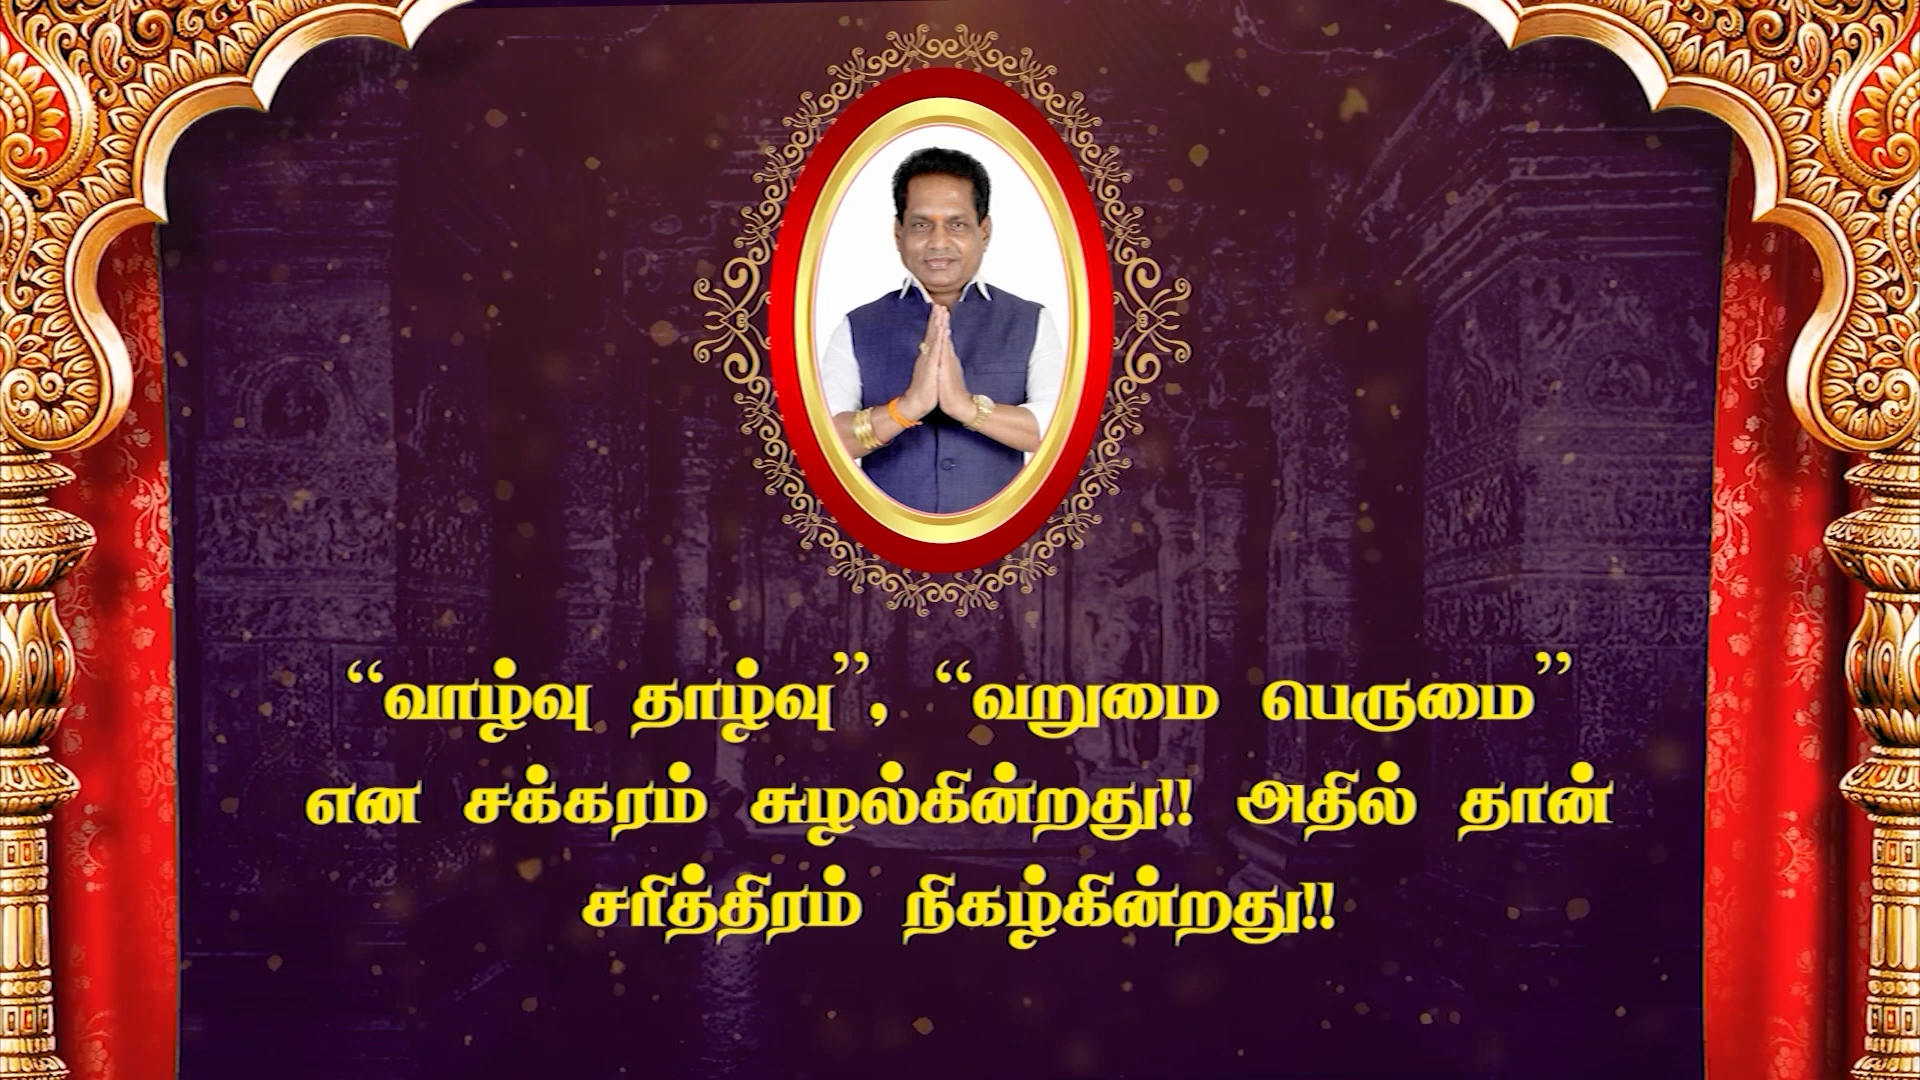 “வாழ்வு தாழ்வு”, “வறுமை பெருமை”
என சக்கரம் சுழல்கின்றது!! அதில் தான்
சரித்திரம் நிகழ்கின்றது!!